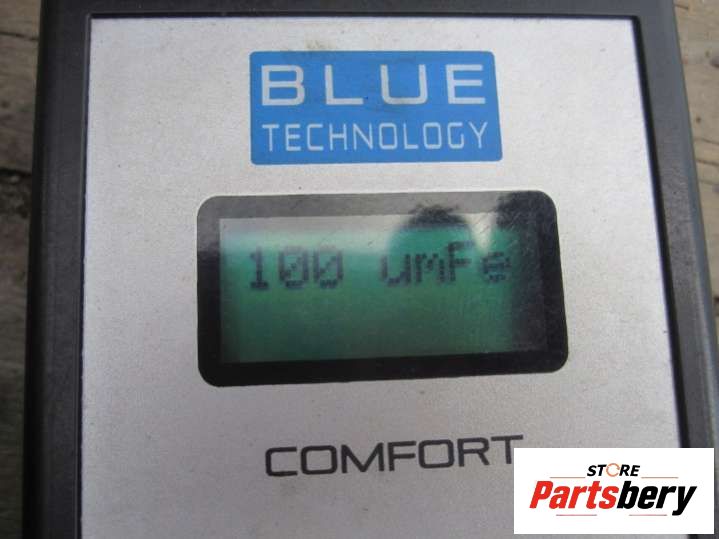 BLUE
TECHNOLOGY
100 umFe
COMFORT
STORE
Partsbery